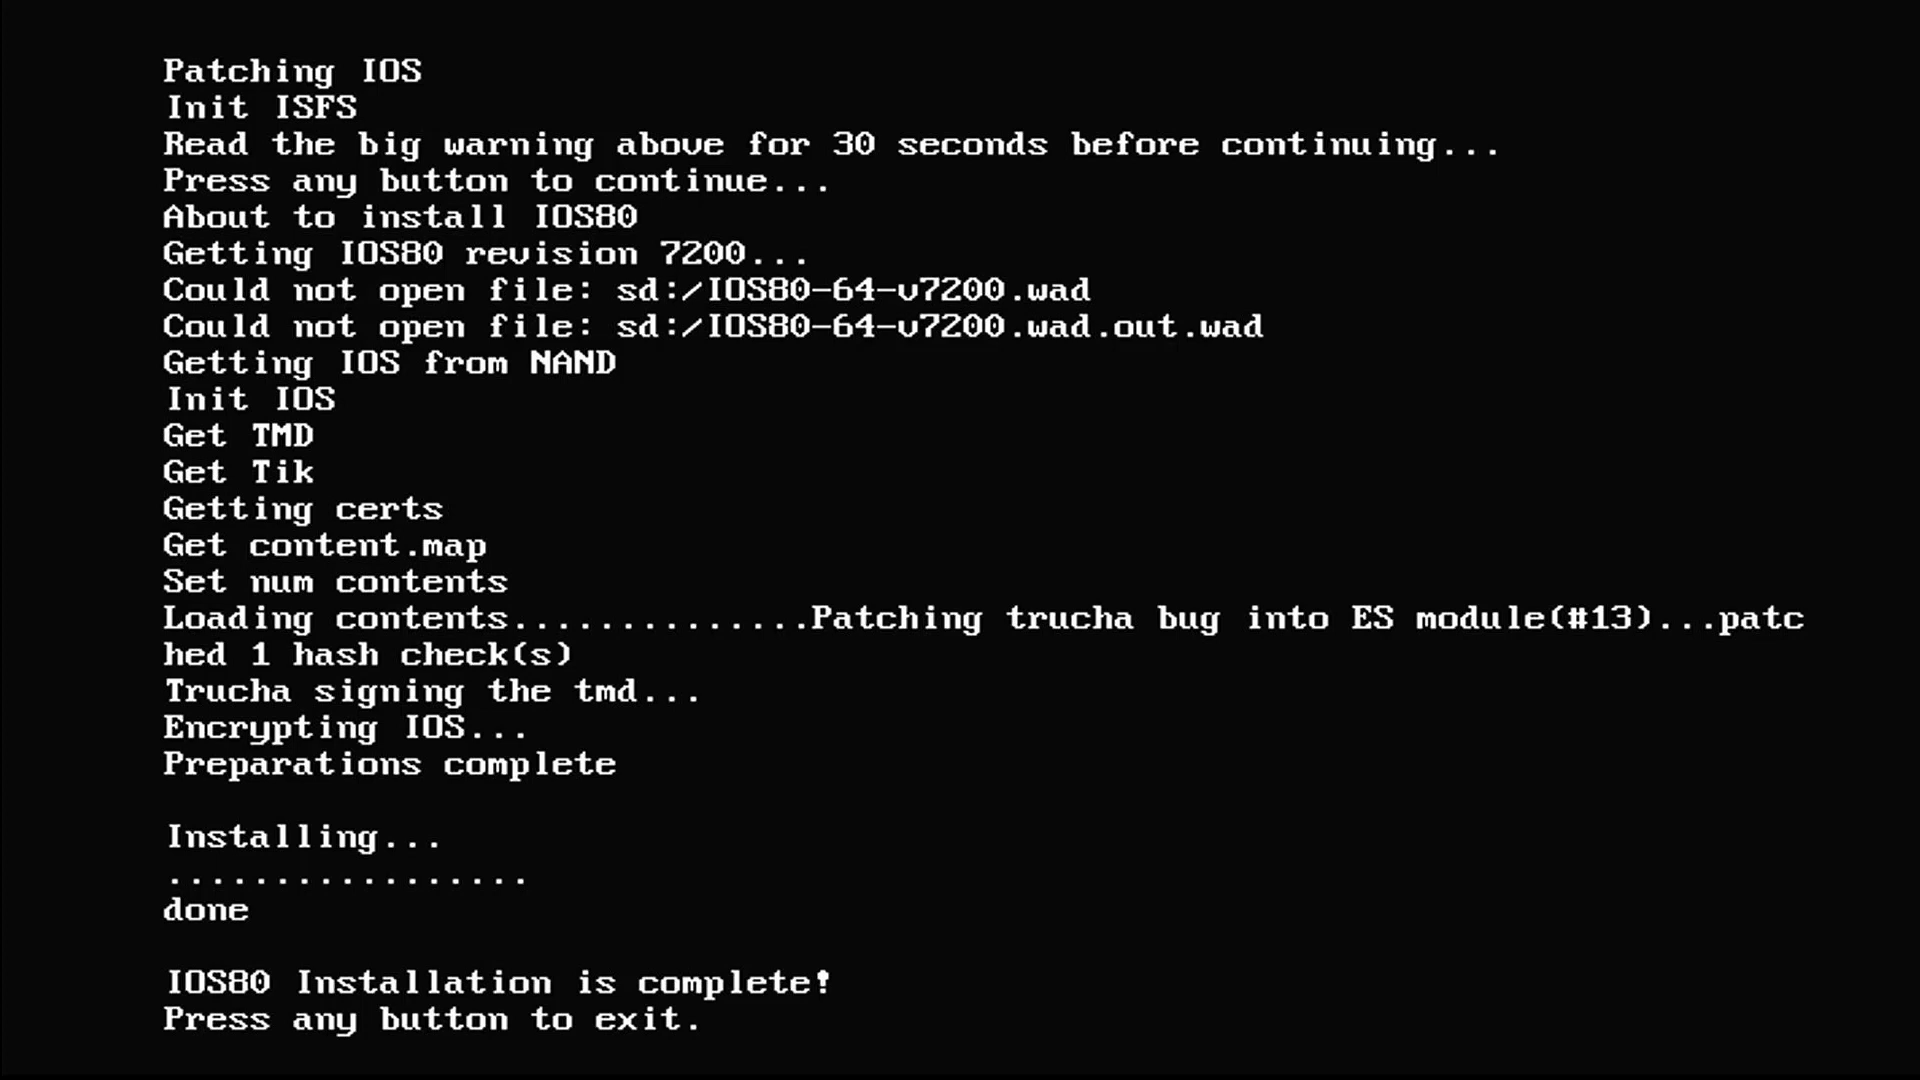 Patching IOS
Init ISFS
Read the big warning above for 30 seconds before continuing...
Press any button to continue...
About to install IOS80
Getting IOS80 revision 7200...
Could not open file: sd:/IOS80-64-v7200.wad
Could not open file: sd:/IOS80-64-v7200.wad.out.wad
Getting IOS from NAND
Init IOS
Get TMD
Get Tik
Getting certs
Get content.map
Set num contents
Loading contents..............Patching trucha bug into ES module(#13)...patc
hed 1 hash check(s)
Trucha signing the tmd...
Encrypting IOS...
Preparations complete
Installing...
.................
done
IOS80 Installation is complete!
Press any button to exit.